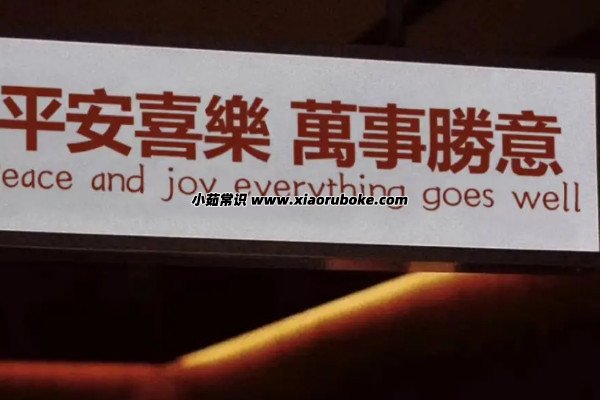 平安喜樂 萬事勝意
eace and joy everything goes well
小茹常识 www.xiaoruboke.com